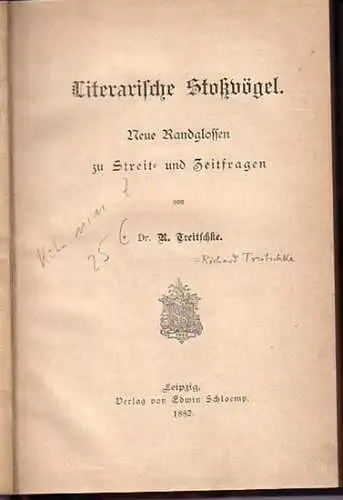 Literarische Stoßvögel.
Neue Randglossen
zu Streit- und Zeitfragen
von
Dr. R. Treitschke.
Richard Treitschke
25
Leipzig,
Verlag von Edwin Schloemp.
1882.